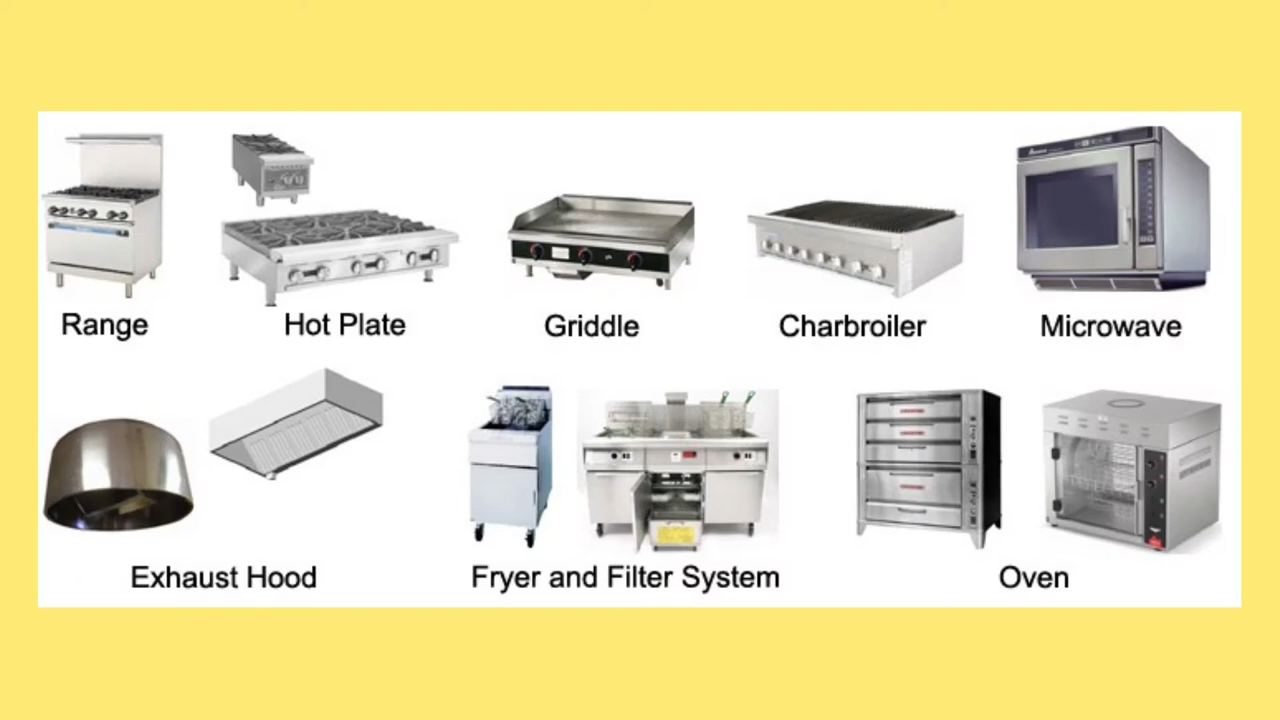 Range
Hot Plate
Griddle
Charbroiler
Microwave
Exhaust Hood
Fryer and Filter System
Oven